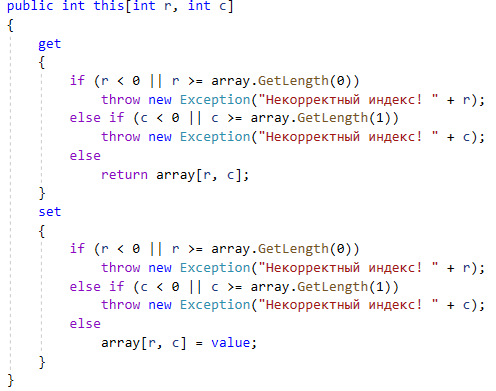 public int this[int r, int c]
{
    get
    {
        if (r < 0 || r >= array.GetLength(0))
            throw new Exception("Некорректный индекс! " + r);
        else if (c < 0 || c >= array.GetLength(1))
            throw new Exception("Некорректный индекс! " + c);
        else
            return array[r, c];
    }
    set
    {
        if (r < 0 || r >= array.GetLength(0))
            throw new Exception("Некорректный индекс! " + r);
        else if (c < 0 || c >= array.GetLength(1))
            throw new Exception("Некорректный индекс! " + c);
        else
            array[r, c] = value;
    }
}